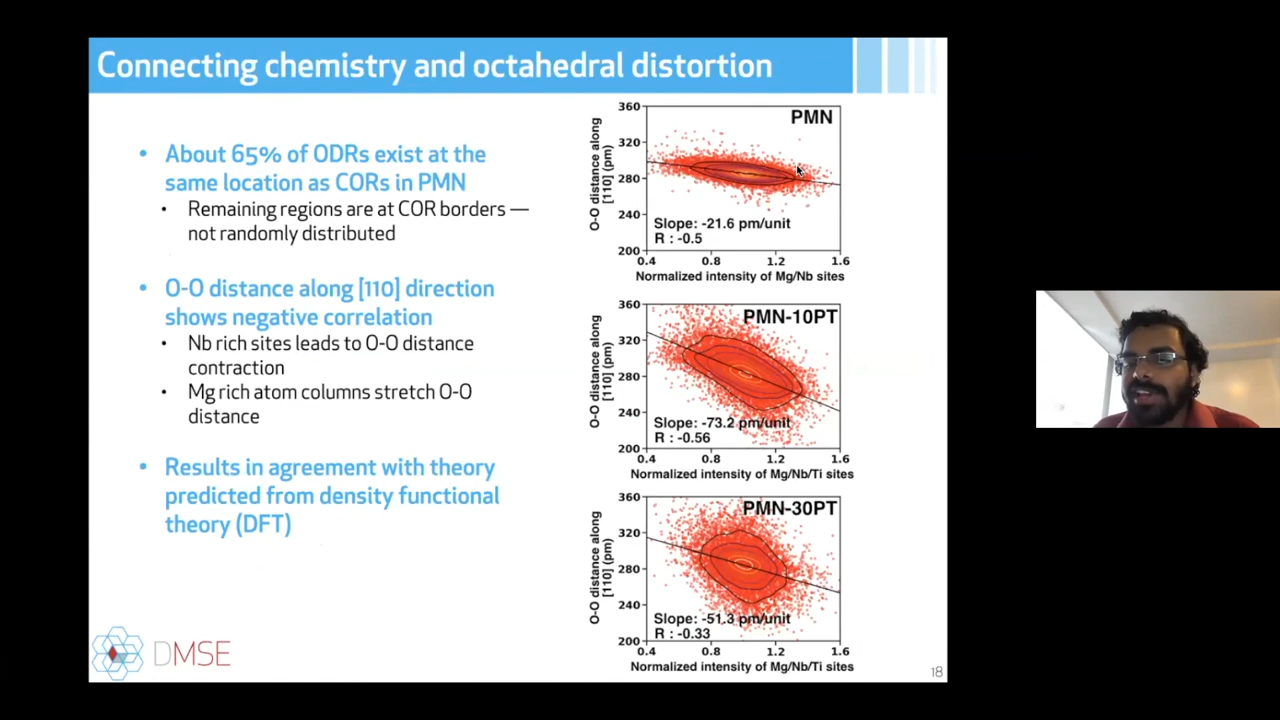 Connecting chemistry and octahedral distortion
• About 65% of ODRs exist at the
same location as CORs in PMN
• Remaining regions are at COR borders —
not randomly distributed
• O-O distance along [110] direction
shows negative correlation
• Nb rich sites leads to O-O distance
contraction
• Mg rich atom columns stretch O-O
distance
• Results in agreement with theory
predicted from density functional
theory (DFT)
DMSE
O-O distance along
[110] (pm)
360
320
280
240
200
PMN
Slope: -21.6 pm/unit
R : -0.5
0.4 0.8 1.2 1.6
Normalized intensity of Mg/Nb sites
O-O distance along
[110] (pm)
360
320
280
240
200
PMN-10PT
Slope: -73.2 pm/unit
R : -0.56
0.4 0.8 1.2 1.6
Normalized intensity of Mg/Nb/Ti sites
O-O distance along
[110] (pm)
360
320
280
240
200
PMN-30PT
Slope: -51.3 pm/unit
R : -0.33
0.4 0.8 1.2 1.6
Normalized intensity of Mg/Nb/Ti sites
18